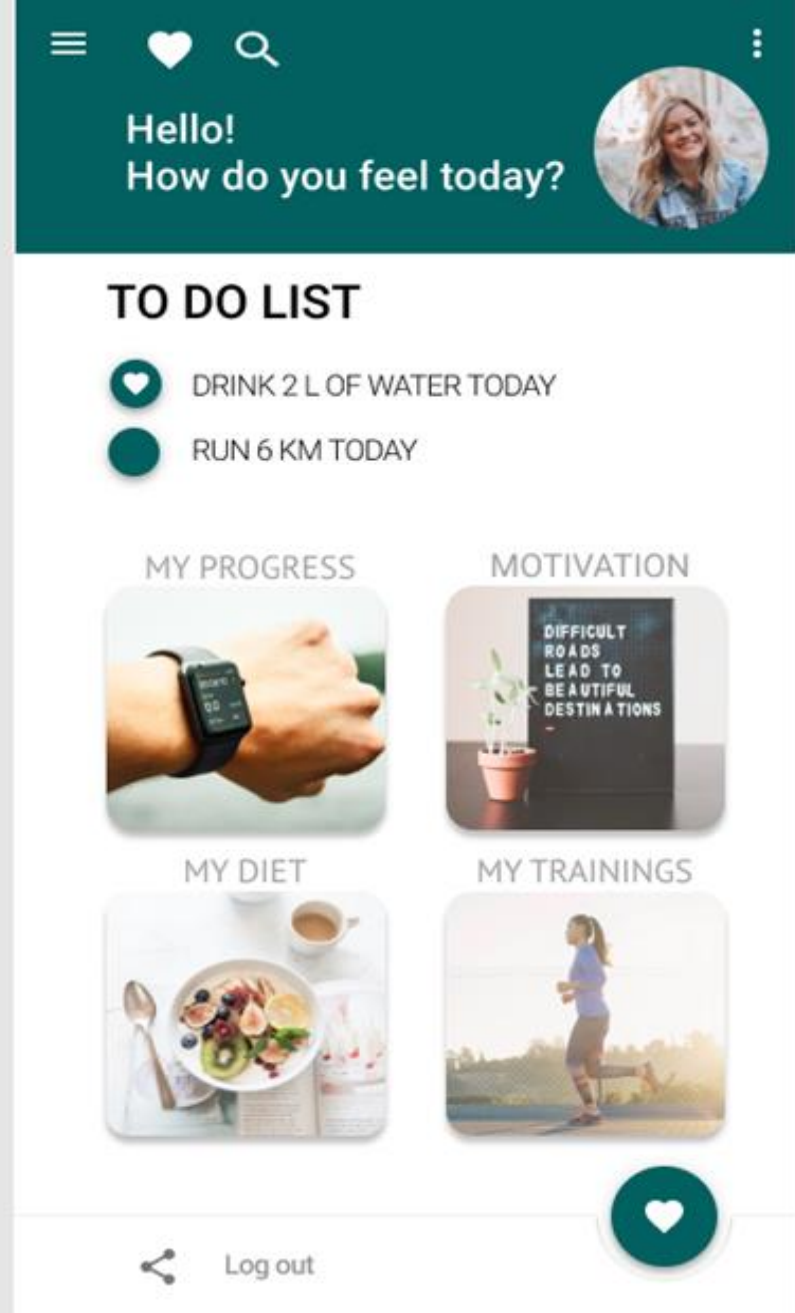 Hello!
How do you feel today?
TO DO LIST
DRINK 2 L OF WATER TODAY
RUN 6 KM TODAY
MY PROGRESS
MOTIVATION
DIFFICULT
ROADS
LEAD TO
BEAUTIFUL
DESTINATIONS
MY DIET
MY TRAININGS
Log out